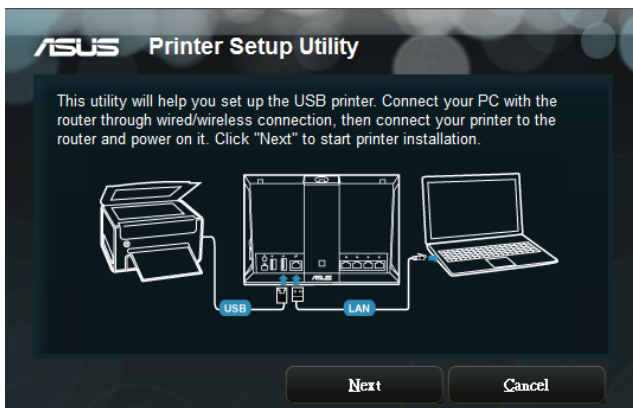 ASUS Printer Setup Utility
This utility will help you set up the USB printer. Connect your PC with the
router through wired/wireless connection, then connect your printer to the
router and power on it. Click "Next" to start printer installation.
ASUS
USB
LAN
Next
Cancel